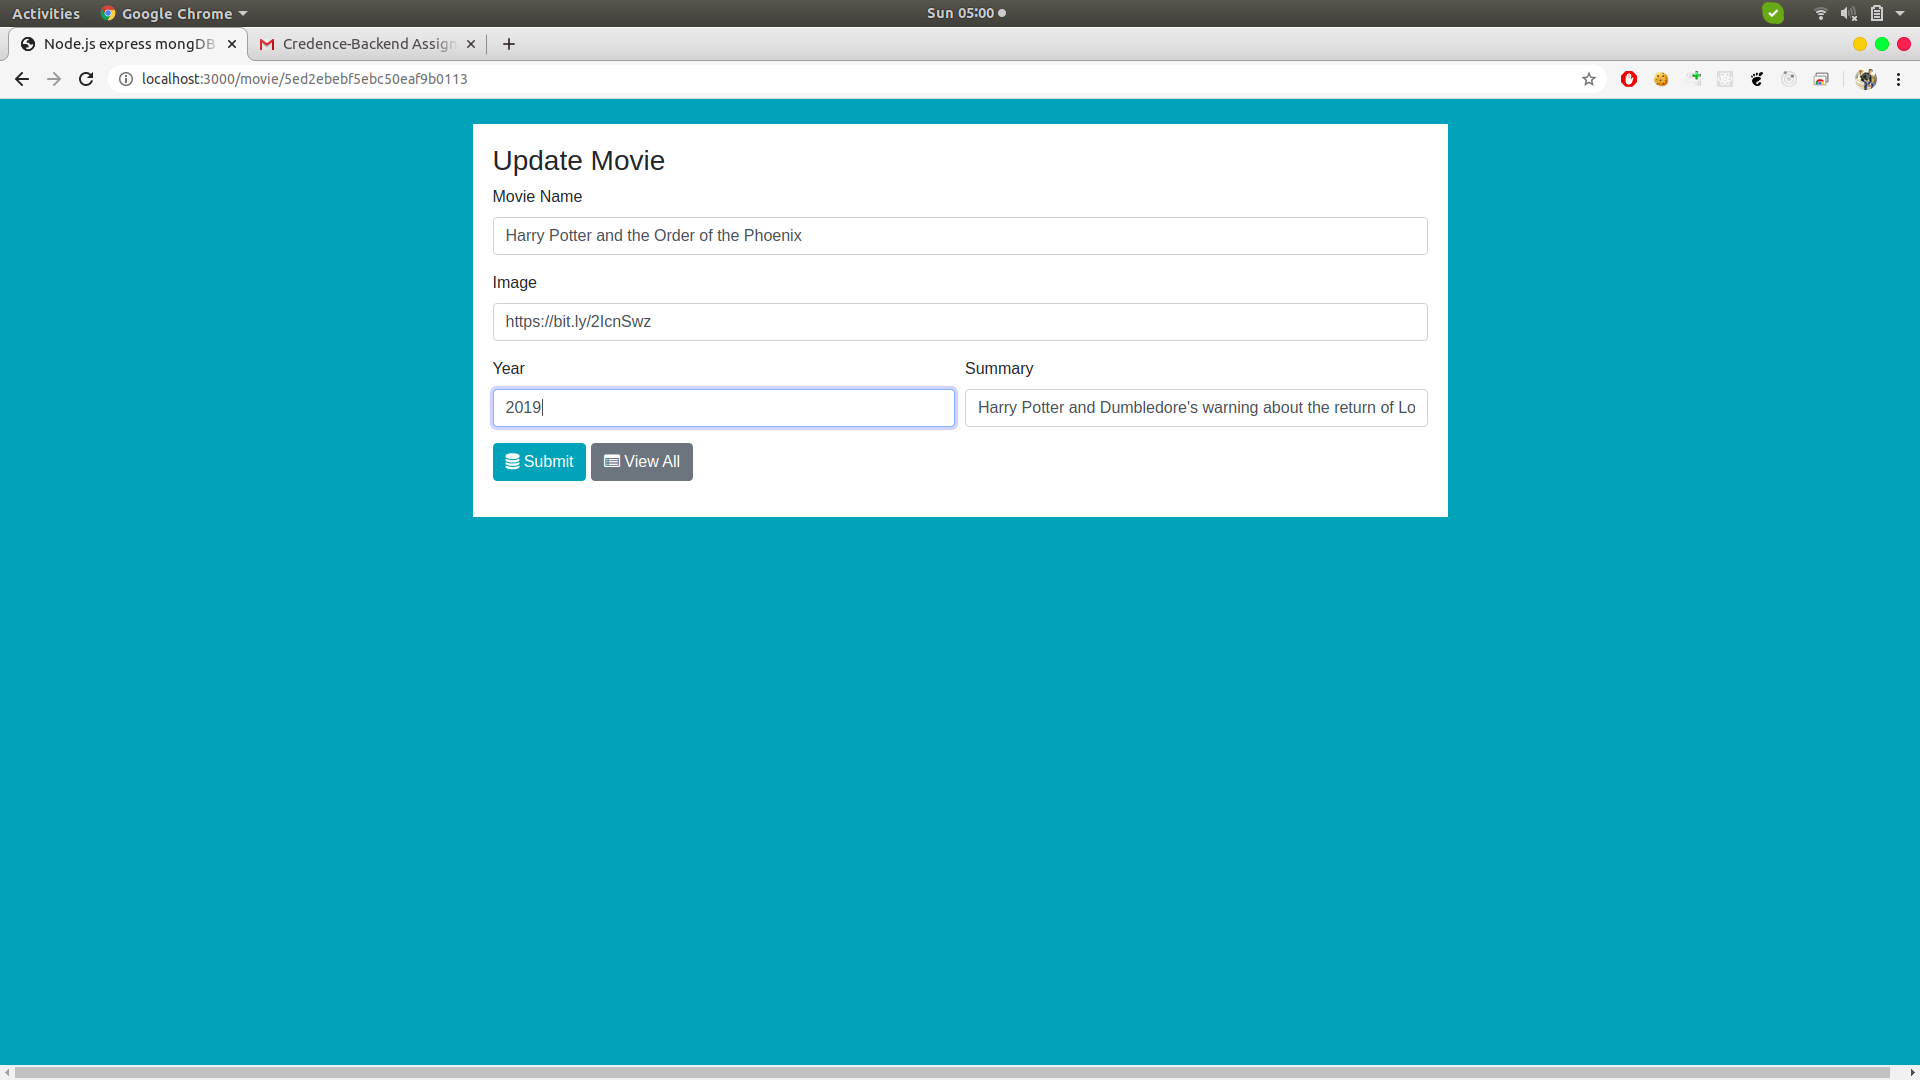 Activities Google Chrome Sun 05:00
Node.js express mongDB Credence-Backend Assign
localhost:3000/movie/5ed2ebebf5ebc50eaf9b0113
Update Movie
Movie Name
Harry Potter and the Order of the Phoenix
Image
https://bit.ly/2IcnSwz
Year Summary
2019 Harry Potter and Dumbledore's warning about the return of Lo
Submit View All